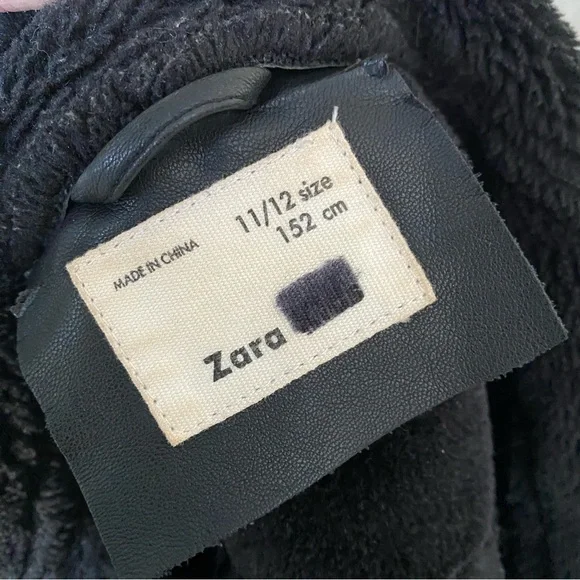 11/12 size
152 cm
MADE IN CHINA
Zara